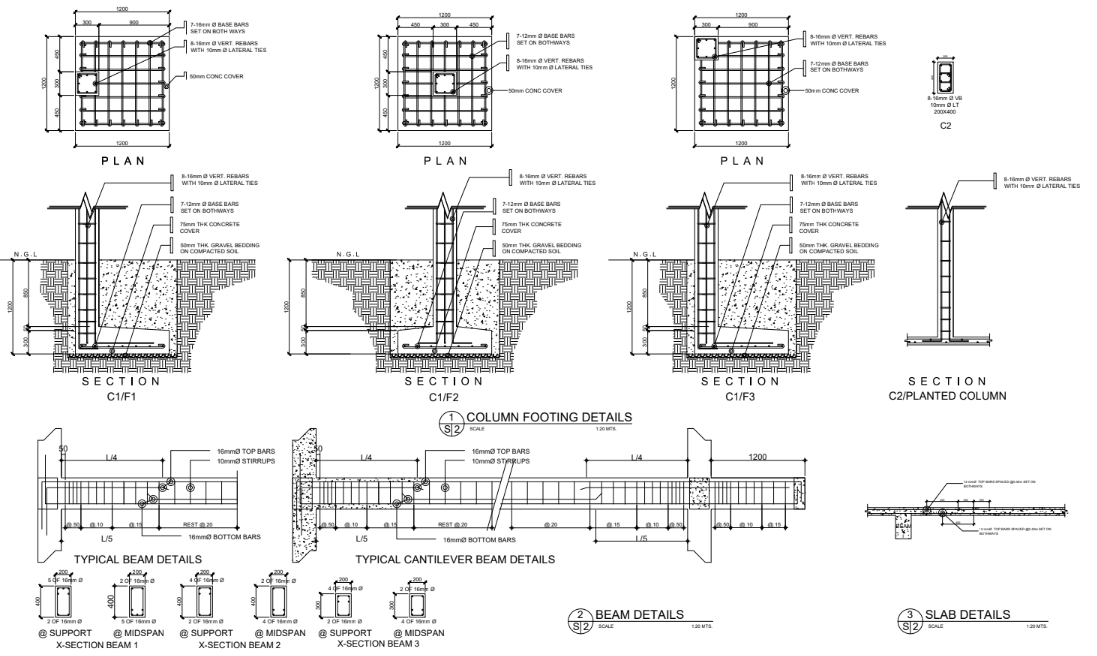 1200
300
900
450
300
450
1200
7-16mm Ø BASE BARS
SET ON BOTH WAYS
8-16mm Ø VERT. REBARS
WITH 10mm Ø LATERAL TIES
50mm CONC COVER
1200
PLAN
1200
450
300
450
450
300
450
1200
7-12mm Ø BASE BARS
SET ON BOTHWAYS
8-16mm Ø VERT. REBARS
WITH 10mm Ø LATERAL TIES
50mm CONC COVER
1200
PLAN
1200
300
900
1200
8-16mm Ø VERT. REBARS
WITH 10mm Ø LATERAL TIES
7-12mm Ø BASE BARS
SET ON BOTHWAYS
50mm CONC COVER
1200
PLAN
8-16mm Ø VB
10mm Ø LT
200X400
C2
8-16mm Ø VERT. REBARS
WITH 10mm Ø LATERAL TIES
7-12mm Ø BASE BARS
SET ON BOTHWAYS
75mm THK CONCRETE
COVER
50mm THK. GRAVEL BEDDING
ON COMPACTED SOIL
N.G.L
1200
850
50
300
SECTION
C1/F1
8-16mm Ø VERT. REBARS
WITH 10mm Ø LATERAL TIES
7-12mm Ø BASE BARS
SET ON BOTHWAYS
75mm THK CONCRETE
COVER
50mm THK. GRAVEL BEDDING
ON COMPACTED SOIL
N.G.L
1200
850
50
300
SECTION
C1/F2
8-16mm Ø VERT. REBARS
WITH 10mm Ø LATERAL TIES
7-12mm Ø BASE BARS
SET ON BOTHWAYS
75mm THK CONCRETE
COVER
50mm THK. GRAVEL BEDDING
ON COMPACTED SOIL
N.G.L
1200
850
50
300
SECTION
C1/F3
8-16mm Ø VERT. REBARS
WITH 10mm Ø LATERAL TIES
SECTION
C2/PLANTED COLUMN
1
S 2
COLUMN FOOTING DETAILS
SCALE
1:20 MTS.
50
L/4
16mmØ TOP BARS
10mmØ STIRRUPS
@ 50
@.10
@.15
REST @.20
L/5
16mmØ BOTTOM BARS
TYPICAL BEAM DETAILS
50
L/4
16mmØ TOP BARS
10mmØ STIRRUPS
L/4
1200
@ 50
@.10
@.15
REST @.20
@.20
@.15
@.10
@ 50
@ 50
@.10
@.15
L/5
16mmØ BOTTOM BARS
L/5
TYPICAL CANTILEVER BEAM DETAILS
BEAM
200
5 OF 16mm Ø
400
2 OF 16mm Ø
@ SUPPORT
200
2 OF 16mm Ø
400
5 OF 16mm Ø
@ MIDSPAN
X-SECTION BEAM 1
200
4 OF 16mm Ø
400
2 OF 16mm Ø
@ SUPPORT
200
2 OF 16mm Ø
400
4 OF 16mm Ø
@ MIDSPAN
X-SECTION BEAM 2
200
4 OF 16mm Ø
300
2 OF 16mm Ø
@ SUPPORT
200
2 OF 16mm Ø
300
4 OF 16mm Ø
@ MIDSPAN
X-SECTION BEAM 3
2
S 2
BEAM DETAILS
SCALE
1:20 MTS.
3
S 2
SLAB DETAILS
SCALE
1:20 MTS.